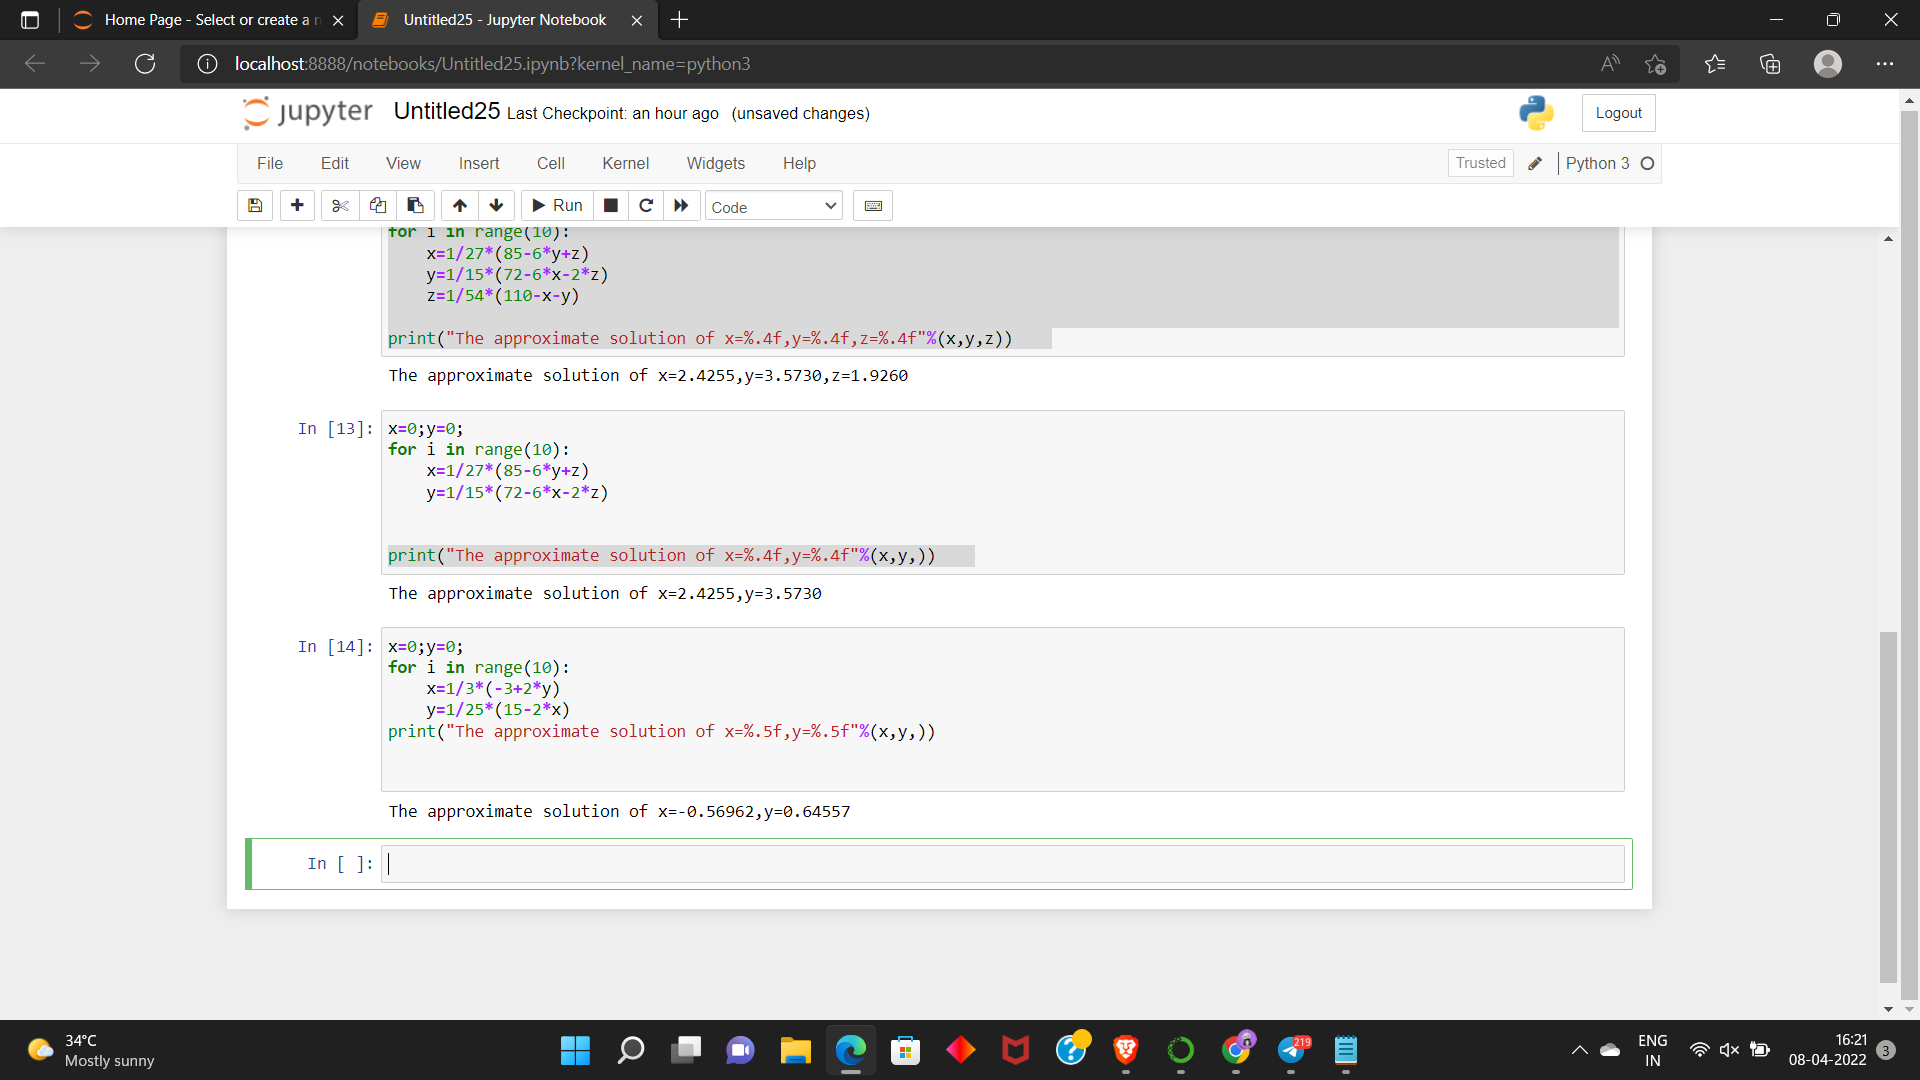 Home Page - Select or create a n
Untitled25 - Jupyter Notebook
localhost:8888/notebooks/Untitled25.ipynb?kernel_name=python3
jupyter Untitled25 Last Checkpoint: an hour ago (unsaved changes)
Logout
File Edit View Insert Cell Kernel Widgets Help
Trusted
Python 3
Run
Code
for i in range(10):
x=1/27*(85-6*y+z)
y=1/15*(72-6*x-2*z)
z=1/54*(110-x-y)
print("The approximate solution of x=%.4f,y=%.4f,z=%.4f"%(x,y,z))
The approximate solution of x=2.4255,y=3.5730,z=1.9260
In [13]: x=0;y=0;
for i in range(10):
x=1/27*(85-6*y+z)
y=1/15*(72-6*x-2*z)
print("The approximate solution of x=%.4f,y=%.4f"%(x,y,))
The approximate solution of x=2.4255,y=3.5730
In [14]: x=0;y=0;
for i in range(10):
x=1/3*(-3+2*y)
y=1/25*(15-2*x)
print("The approximate solution of x=%.5f,y=%.5f"%(x,y,))
The approximate solution of x=-0.56962,y=0.64557
In [ ]:
34°C
Mostly sunny
219
ENG
IN
16:21
08-04-2022
3